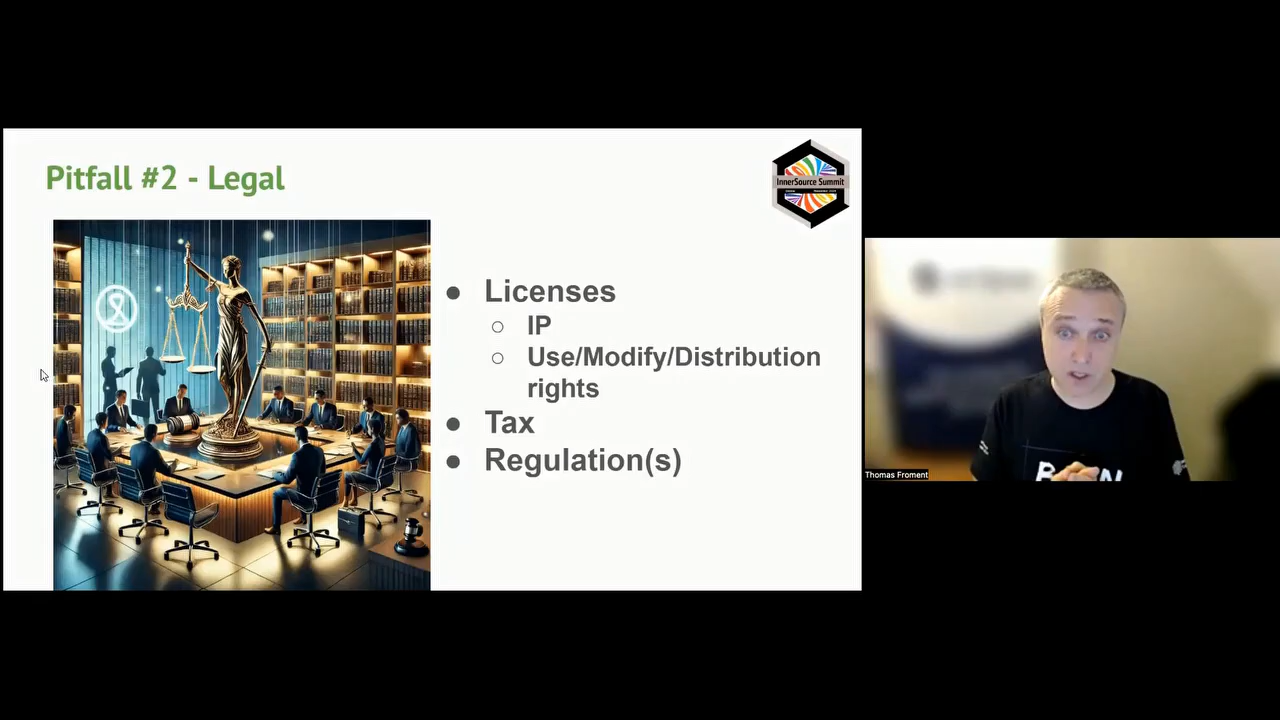 Pitfall #2 - Legal
InnerSource Summit
● Licenses
○ IP
○ Use/Modify/Distribution
rights
● Tax
● Regulation(s)
Thomas Froment